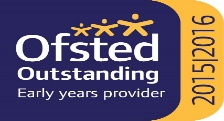 Ofsted
Outstanding
Early years provider
2015|2016